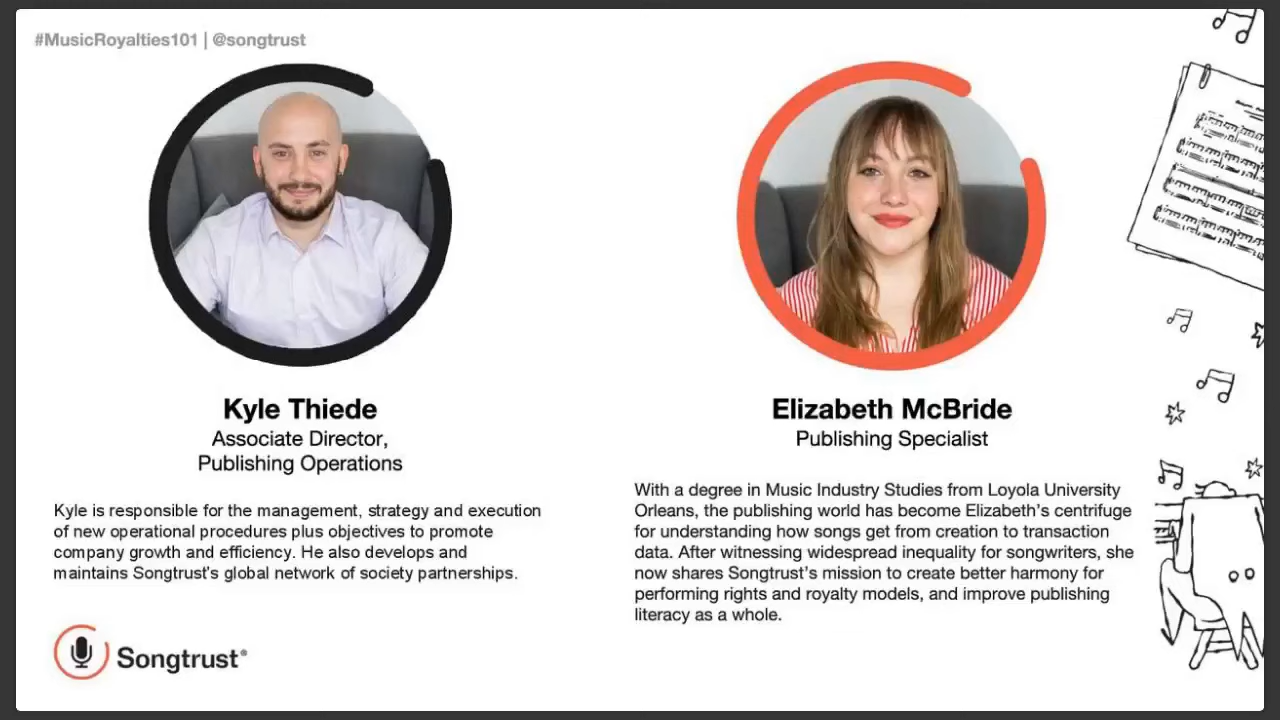 #MusicRoyalties101 | @songtrust
Kyle Thiede
Associate Director,
Publishing Operations
Kyle is responsible for the management, strategy and execution
of new operational procedures plus objectives to promote
company growth and efficiency. He also develops and
maintains Songtrust's global network of society partnerships.
Elizabeth McBride
Publishing Specialist
With a degree in Music Industry Studies from Loyola University
Orleans, the publishing world has become Elizabeth's centrifuge
for understanding how songs get from creation to transaction
data. After witnessing widespread inequality for songwriters, she
now shares Songtrust's mission to create better harmony for
performing rights and royalty models, and improve publishing
literacy as a whole.
Songtrust®